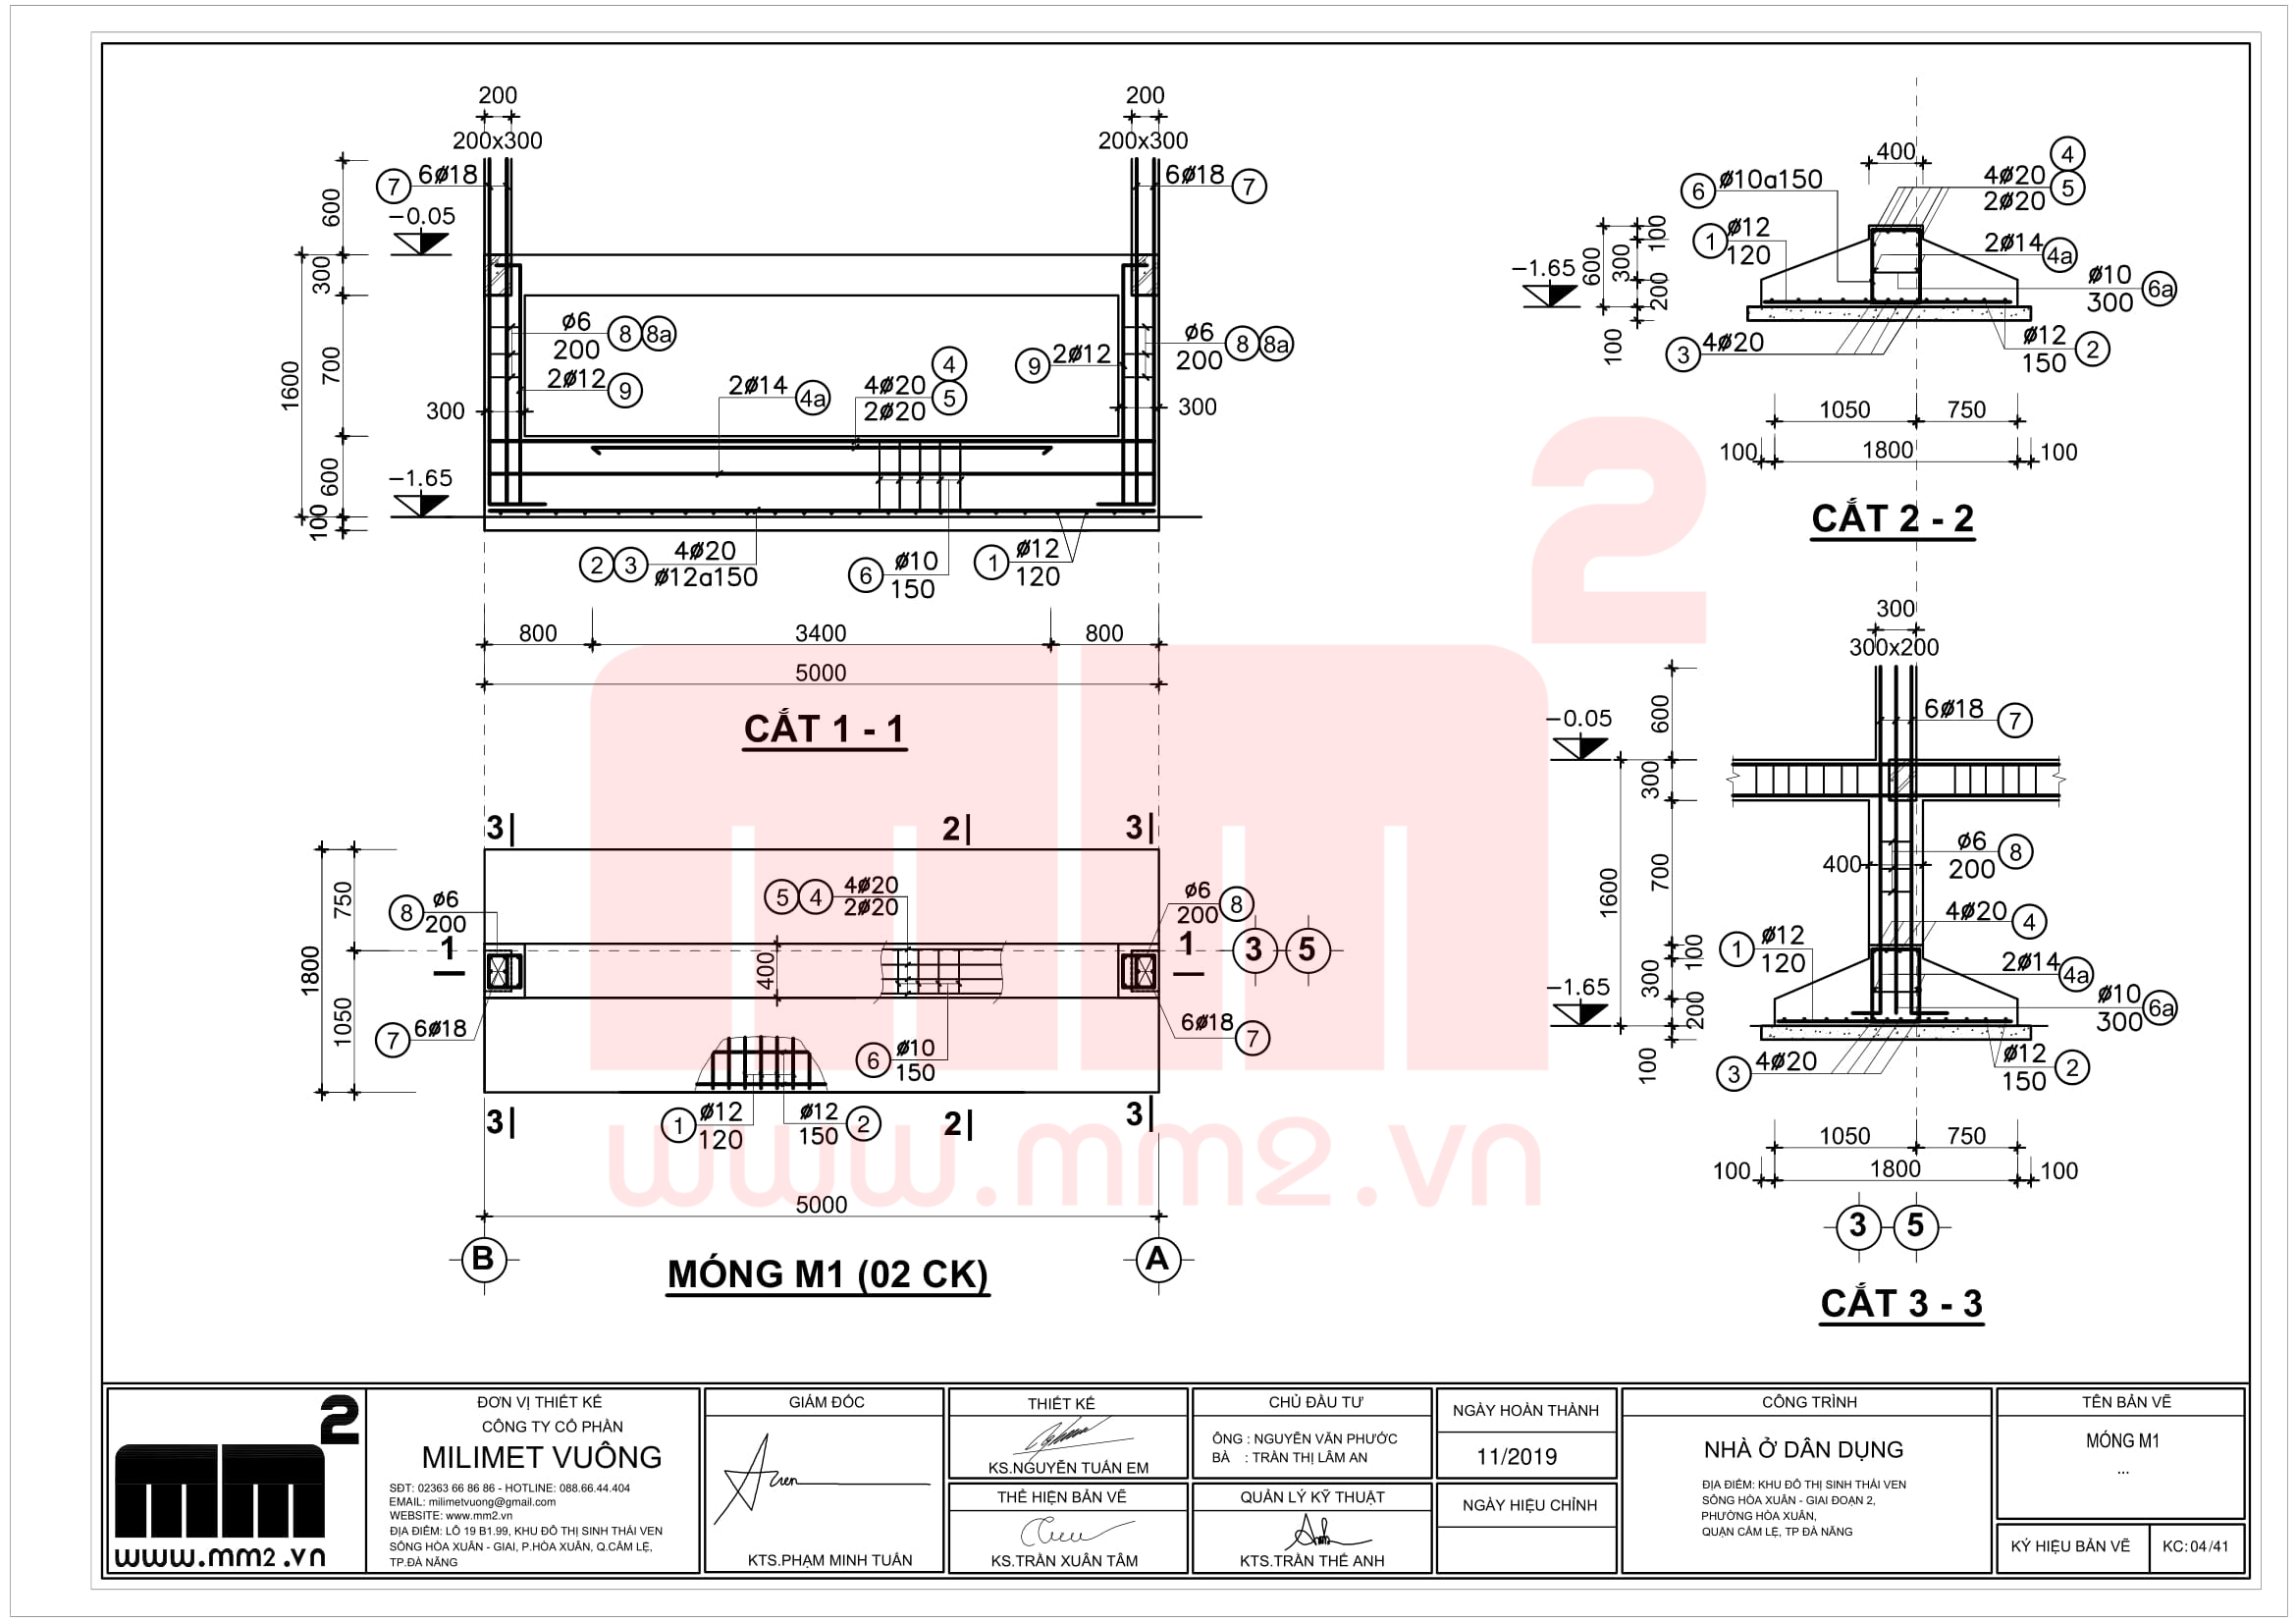 200
200x300
7
6ø18
600
−0.05
300
1600
700
ø6
200
8
8a
2ø12
9
300
2ø14
4a
4ø20
2ø20
4
5
600
−1.65
100
2
3
4ø20
ø12a150
6
ø10
150
1
ø12
120
200
200x300
6ø18
7
ø6
200
8
8a
9
2ø12
300
800
3400
800
5000
CẮT 1 - 1
400
4
4ø20
5
2ø20
6
ø10a150
1
ø12
120
2ø14
4a
ø10
300
6a
−1.65
600
100
300
200
100
3
4ø20
ø12
150
2
1050
750
100
1800
100
CẮT 2 - 2
3
2
3
750
1800
1050
8
ø6
200
1
7
6ø18
5
4
4ø20
2ø20
400
6
ø10
150
ø6
200
8
1
3
5
6ø18
7
1
ø12
120
ø12
150
2
3
2
3
5000
B
A
MÓNG M1 (02 CK)
300
300x200
600
6ø18
7
−0.05
300
1600
700
400
ø6
200
8
4ø20
4
1
ø12
120
100
300
200
100
2ø14
4a
ø10
300
6a
−1.65
3
4ø20
ø12
150
2
1050
750
100
1800
100
3
5
CẮT 3 - 3
mm2
www.mm2.vn
mm2
www.mm2.vn
ĐƠN VỊ THIẾT KẾ
CÔNG TY CỔ PHẦN
MILIMET VUÔNG
SĐT: 02363 66 86 86 - HOTLINE: 088.66.44.404
EMAIL: milimetvuong@gmail.com
WEBSITE: www.mm2.vn
ĐỊA ĐIỂM: LÔ 19 B1.99, KHU ĐÔ THỊ SINH THÁI VEN
SÔNG HÒA XUÂN - GIAI, P.HÒA XUÂN, Q.CẨM LỆ,
TP.ĐÀ NẴNG
GIÁM ĐỐC
KTS.PHẠM MINH TUẤN
THIẾT KẾ
KS.NGUYỄN TUẤN EM
THỂ HIỆN BẢN VẼ
KS.TRẦN XUÂN TÂM
CHỦ ĐẦU TƯ
ÔNG : NGUYỄN VĂN PHƯỚC
BÀ : TRẦN THỊ LÂM AN
QUẢN LÝ KỸ THUẬT
KTS.TRẦN THẾ ANH
NGÀY HOÀN THÀNH
11/2019
NGÀY HIỆU CHỈNH
CÔNG TRÌNH
NHÀ Ở DÂN DỤNG
ĐỊA ĐIỂM: KHU ĐÔ THỊ SINH THÁI VEN
SÔNG HÒA XUÂN - GIAI ĐOẠN 2,
PHƯỜNG HÒA XUÂN,
QUẬN CẨM LỆ, TP ĐÀ NẴNG
TÊN BẢN VẼ
MÓNG M1
...
KÝ HIỆU BẢN VẼ
KC: 04/41